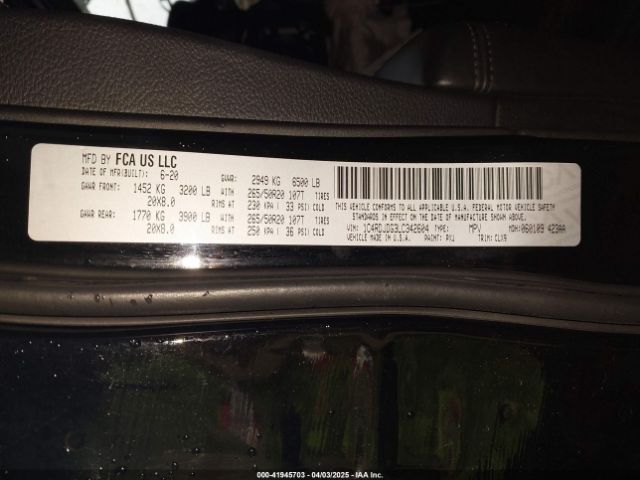 MFD BY FCA US LLC
DATE OF MFR(BUILT): 6-20 GVWR: 2949 KG 6500 LB
GAWR FRONT: 1452 KG 3200 LB WITH 265/50R20 107T TIRES
20X8.0 RIMS AT 230 KPA ( 33 PSI) COLD
GAWR REAR: 1770 KG 3900 LB WITH 265/50R20 107T TIRES
20X8.0 RIMS AT 250 KPA ( 36 PSI) COLD
THIS VEHICLE CONFORMS TO ALL APPLICABLE U.S.A. FEDERAL MOTOR VEHICLE SAFETY
STANDARDS IN EFFECT ON THE DATE OF MANUFACTURE SHOWN ABOVE.
VIN: 1C4RDJDG3LC342604 TYPE: MPV MDH:060109 423AA
VEHICLE MADE IN U.S.A. PAINT: PXJ TRIM: CLX9
000-41945703 - 04/03/2025 - IAA Inc.